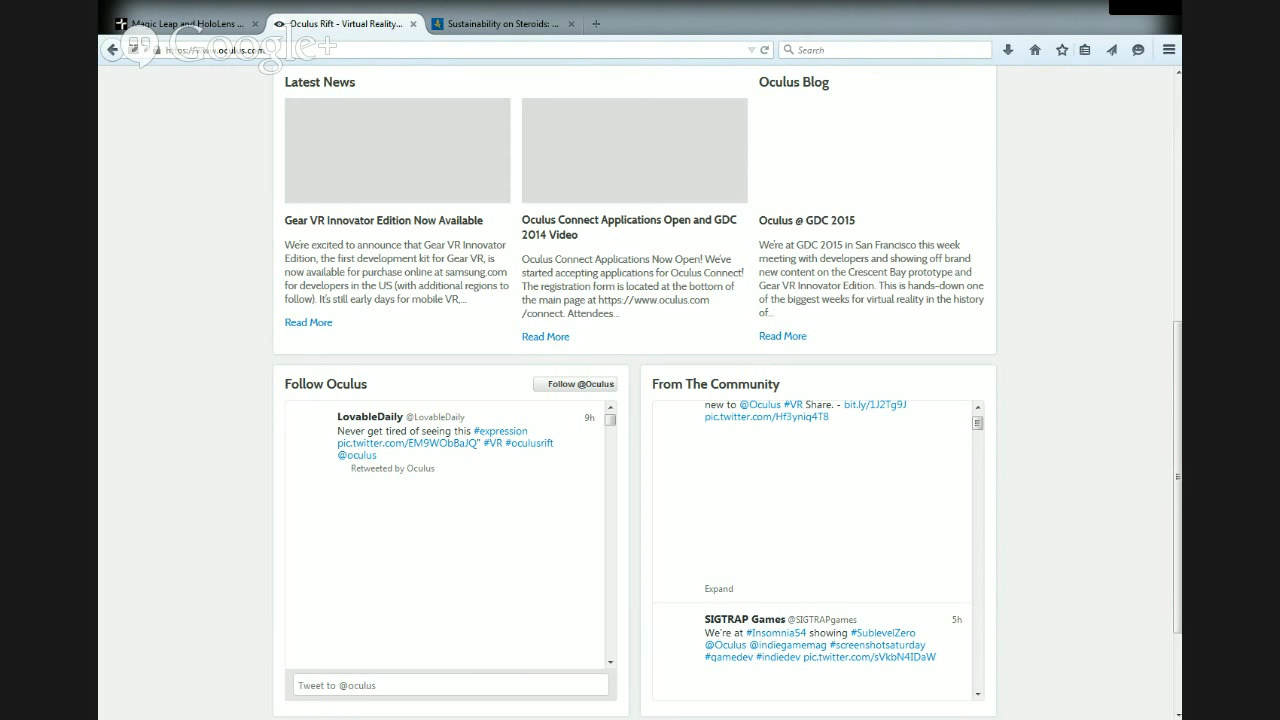 Magic Leap and HoloLens ...
Oculus Rift - Virtual Reality...
Sustainability on Steroids: ...
Google+
https://www.oculus.com
Search
Latest News
Oculus Blog
Gear VR Innovator Edition Now Available
We're excited to announce that Gear VR Innovator
Edition, the first development kit for Gear VR, is
now available for purchase online at samsung.com
for developers in the US (with additional regions to
follow). It's still early days for mobile VR,...
Read More
Oculus Connect Applications Open and GDC
2014 Video
Oculus Connect Applications Now Open! We've
started accepting applications for Oculus Connect!
The registration form is located at the bottom of
the main page at https://www.oculus.com
/connect. Attendees...
Read More
Oculus @ GDC 2015
We're at GDC 2015 in San Francisco this week
meeting with developers and showing off brand
new content on the Crescent Bay prototype and
Gear VR Innovator Edition. This is hands-down one
of the biggest weeks for virtual reality in the history
of...
Read More
Follow Oculus
Follow @Oculus
LovableDaily @LovableDaily 9h
Never get tired of seeing this #expression
pic.twitter.com/EM9WObBaJQ" #VR #oculusrift
@oculus
Retweeted by Oculus
Tweet to @oculus
From The Community
new to @Oculus #VR Share. - bit.ly/1J2Tg9J
pic.twitter.com/Hf3yniq4T8
Expand
SIGTRAP Games @SIGTRAPgames 5h
We're at #Insomnia54 showing #SublevelZero
@Oculus @indiegamemag #screenshotsaturday
#gamedev #indiedev pic.twitter.com/sVkbN4IDaW